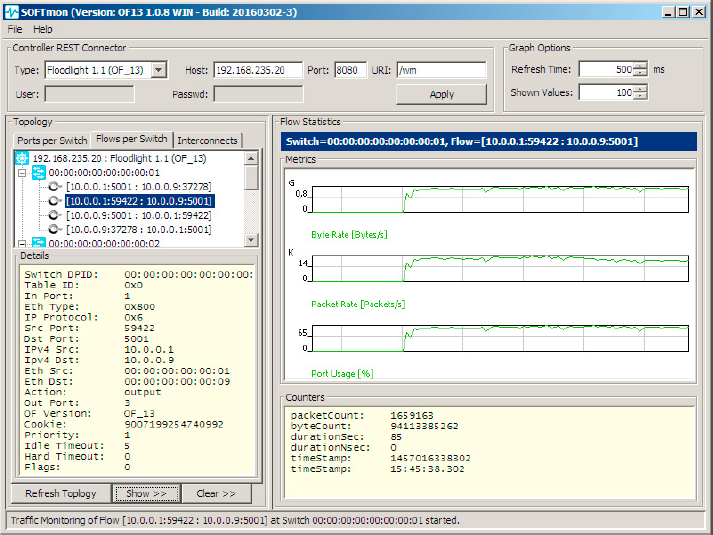 SOFTmon (Version: OF13 1.0.8 WIN - Build: 20160302-3)
File Help
Controller REST Connector
Type: Floodlight 1.1 (OF_13) Host: 192.168.235.20 Port: 8080 URI: /wm
User: Passwd: Apply
Graph Options
Refresh Time: 500 ms
Shown Values: 100
Topology
Ports per Switch Flows per Switch Interconnects
192.168.235.20 : Floodlight 1.1 (OF_13)
00:00:00:00:00:00:00:01
[10.0.0.1:5001 : 10.0.0.9:37278]
[10.0.0.1:59422 : 10.0.0.9:5001]
[10.0.0.9:5001 : 10.0.0.1:59422]
[10.0.0.9:37278 : 10.0.0.1:5001]
00:00:00:00:00:00:00:02
Details
Switch DPID: 00:00:00:00:00:00:00:
Table ID: 0x0
In Port: 1
Eth Type: 0x800
IP Protocol: 0x6
Src Port: 59422
Dst Port: 5001
IPv4 Src: 10.0.0.1
IPv4 Dst: 10.0.0.9
Eth Src: 00:00:00:00:00:01
Eth Dst: 00:00:00:00:00:09
Action: output
Out Port: 3
OF Version: OF_13
Cookie: 9007199254740992
Priority: 1
Idle Timeout: 5
Hard Timeout: 0
Flags: 0
Refresh Toplogy Show >> Clear >>
Flow Statistics
Switch=00:00:00:00:00:00:00:01, Flow=[10.0.0.1:59422 : 10.0.0.9:5001]
Metrics
G
0,8
0
Byte Rate [Bytes/s]
K
14
0
Packet Rate [Packets/s]
65
0
Port Usage [%]
Counters
packetCount: 1659163
byteCount: 94113385262
durationSec: 85
durationNsec: 0
timeStamp: 1457016338302
timeStamp: 15:45:38.302
Traffic Monitoring of Flow [10.0.0.1:59422 : 10.0.0.9:5001] at Switch 00:00:00:00:00:00:00:01 started.